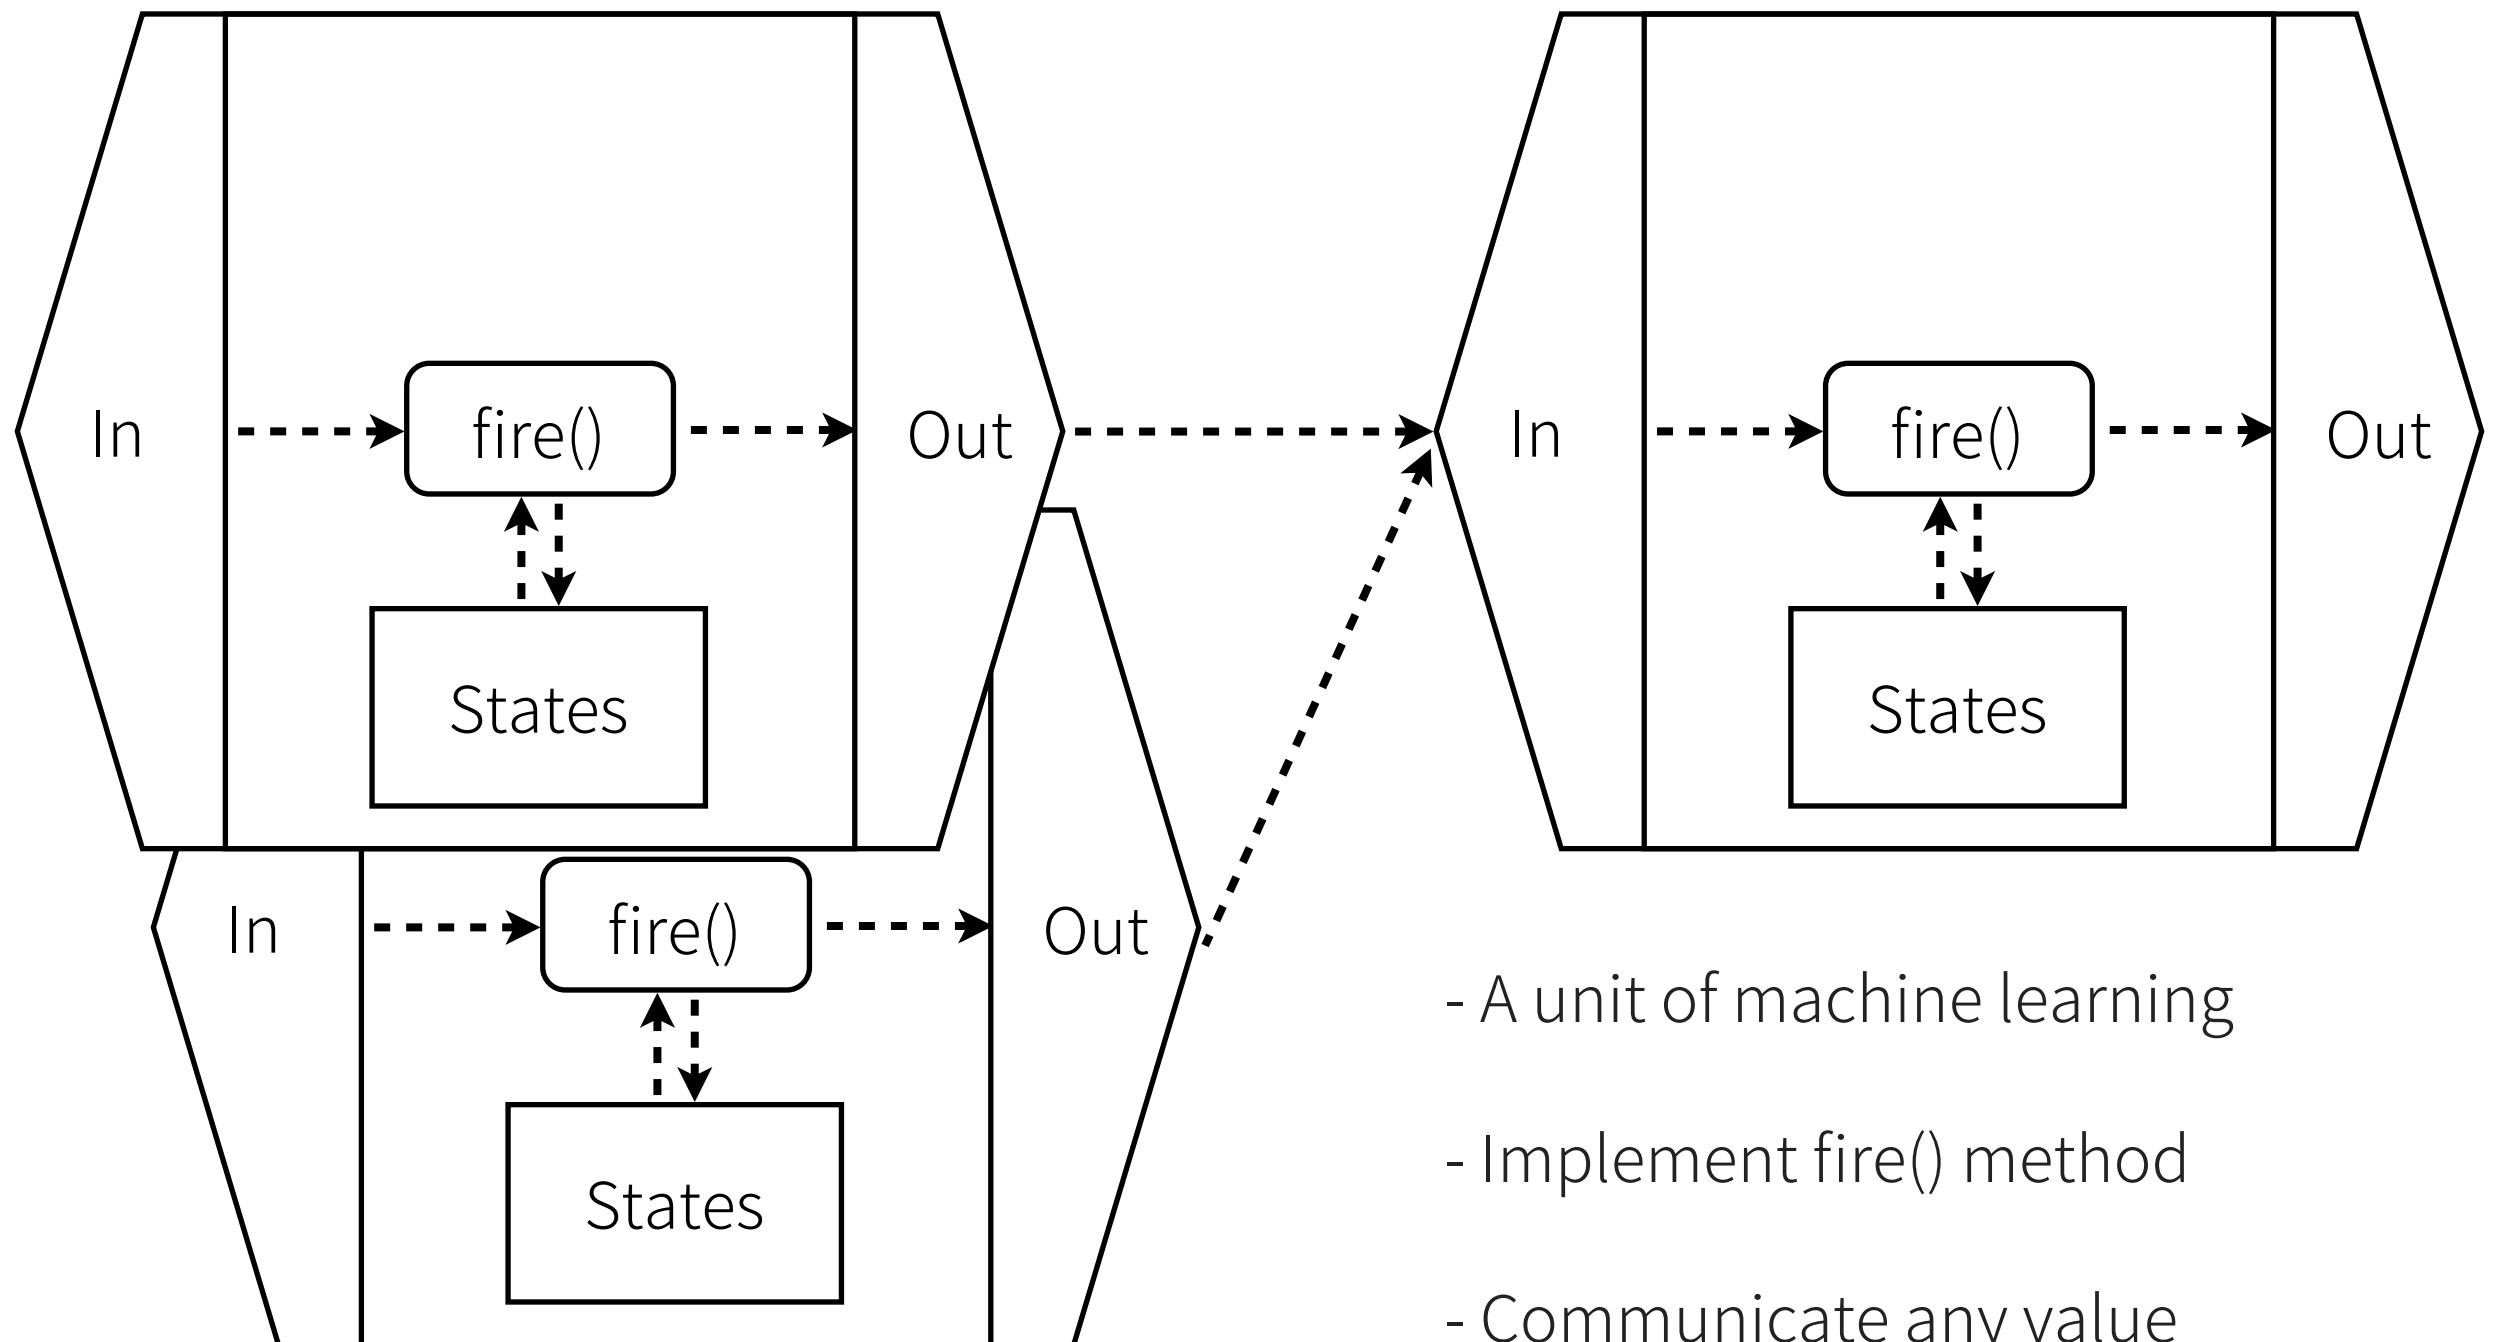 In
fire()
Out
States
In
fire()
Out
States
In
fire()
Out
States
- A unit of machine learning
- Implement fire() method
- Communicate any value